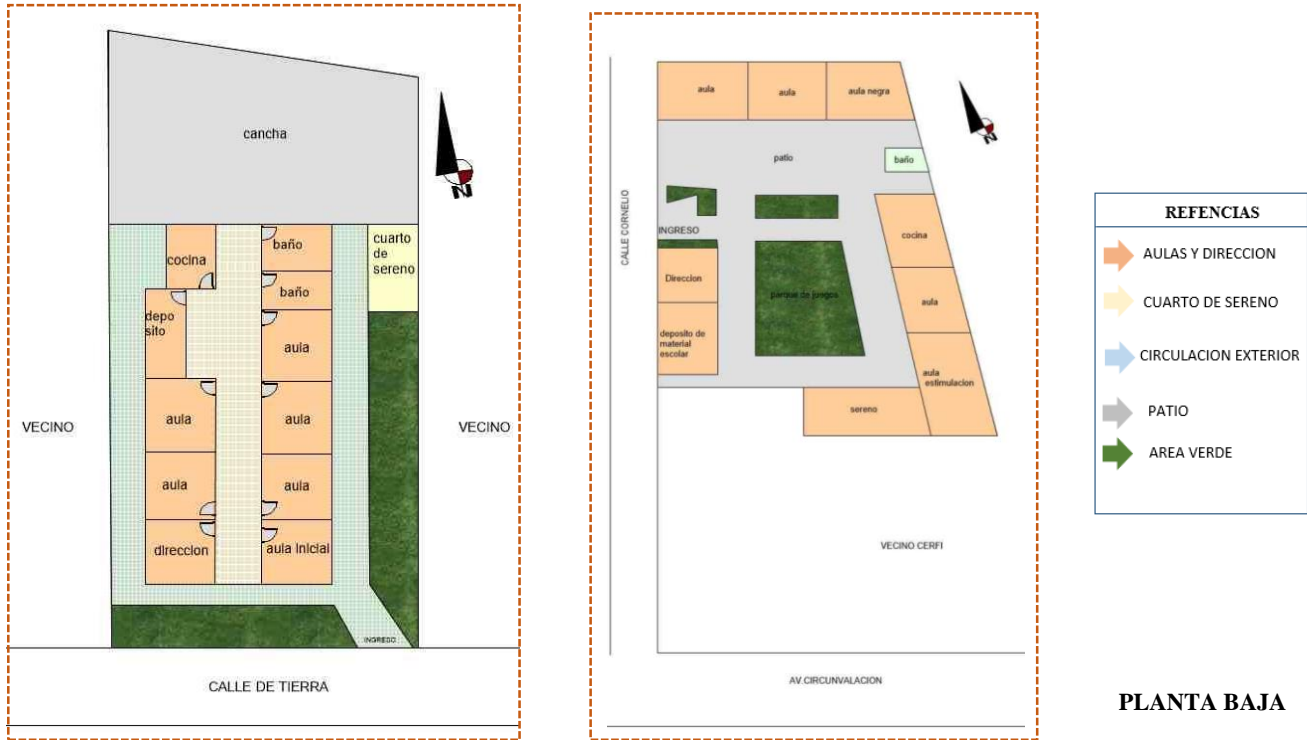 cancha
N
cocina
baño
cuarto
de
sereno
baño
depo
sito
aula
aula
aula
VECINO
VECINO
aula
aula
direccion
aula inicial
INGRESO
CALLE DE TIERRA
aula
aula
aula negra
N
patio
baño
CALLE CORNELIO
INGRESO
cocina
Direccion
parque de juegos
aula
deposito de
material
escolar
aula
estimulacion
sereno
VECINO CERFI
AV.CIRCUNVALACION
REFENCIAS
AULAS Y DIRECCION
CUARTO DE SERENO
CIRCULACION EXTERIOR
PATIO
AREA VERDE
PLANTA BAJA